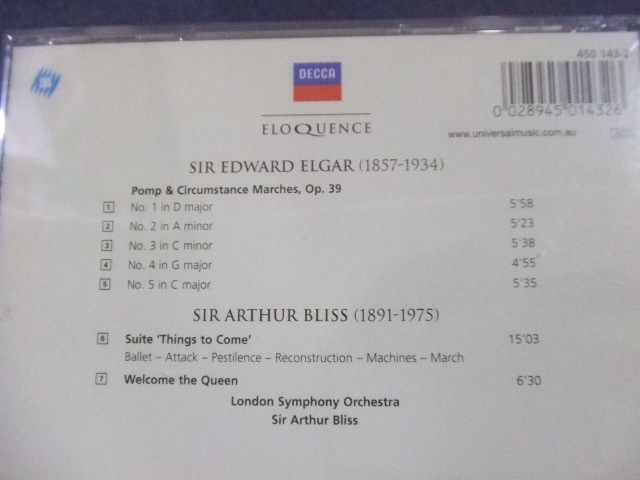 450 143-2
DECCA
ELOQUENCE
0 028945 014326
www.universalmusic.com.au
SIR EDWARD ELGAR (1857-1934)
Pomp & Circumstance Marches, Op. 39
1 No. 1 in D major 5'58
2 No. 2 in A minor 5'23
3 No. 3 in C minor 5'38
4 No. 4 in G major 4'55
5 No. 5 in C major 5'35
SIR ARTHUR BLISS (1891-1975)
6 Suite 'Things to Come' 15'03
Ballet – Attack – Pestilence – Reconstruction – Machines – March
7 Welcome the Queen 6'30
London Symphony Orchestra
Sir Arthur Bliss